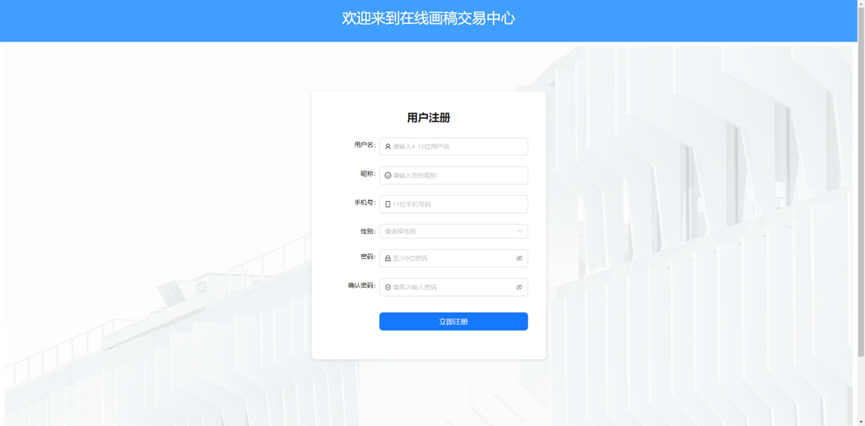 欢迎来到在线画稿交易中心
用户注册
用户名：
请输入4-16位用户名
昵称：
请输入您的昵称
手机号：
11位手机号码
性别：
请选择性别
密码：
至少6位密码
确认密码：
请再次输入密码
立即注册